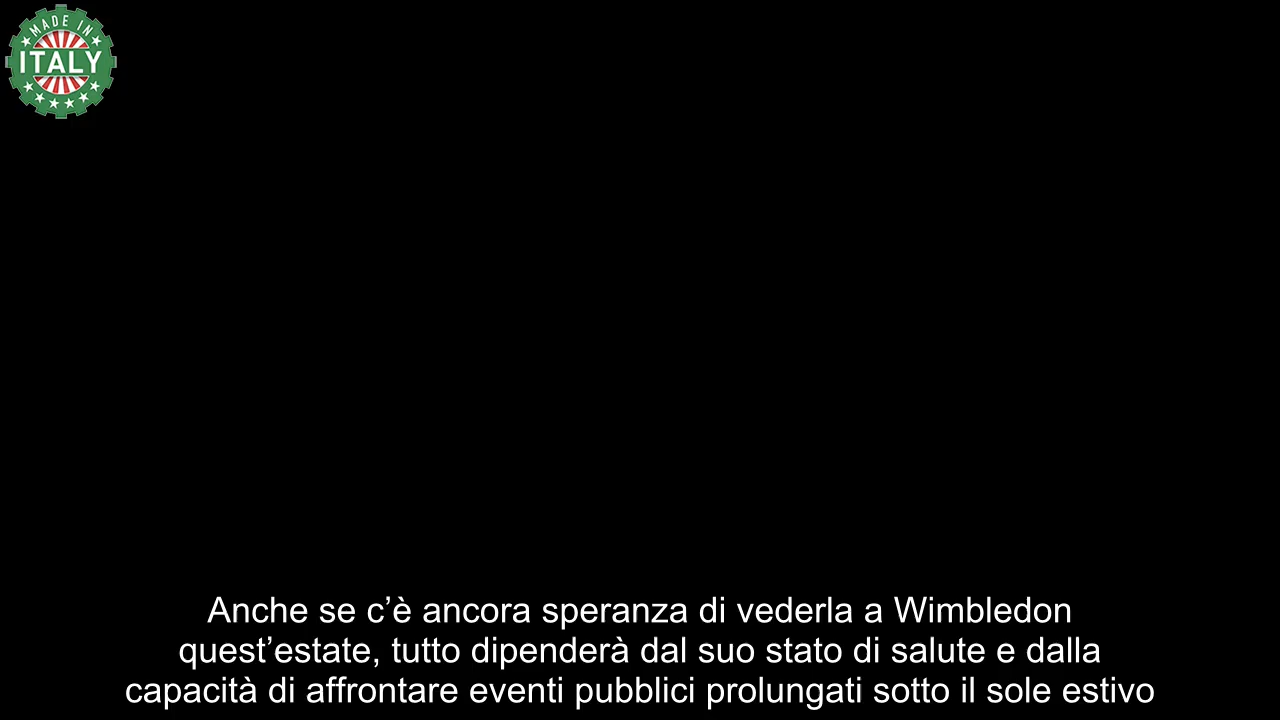 MADE IN
ITALY
Anche se c’è ancora speranza di vederla a Wimbledon
quest’estate, tutto dipenderà dal suo stato di salute e dalla
capacità di affrontare eventi pubblici prolungati sotto il sole estivo